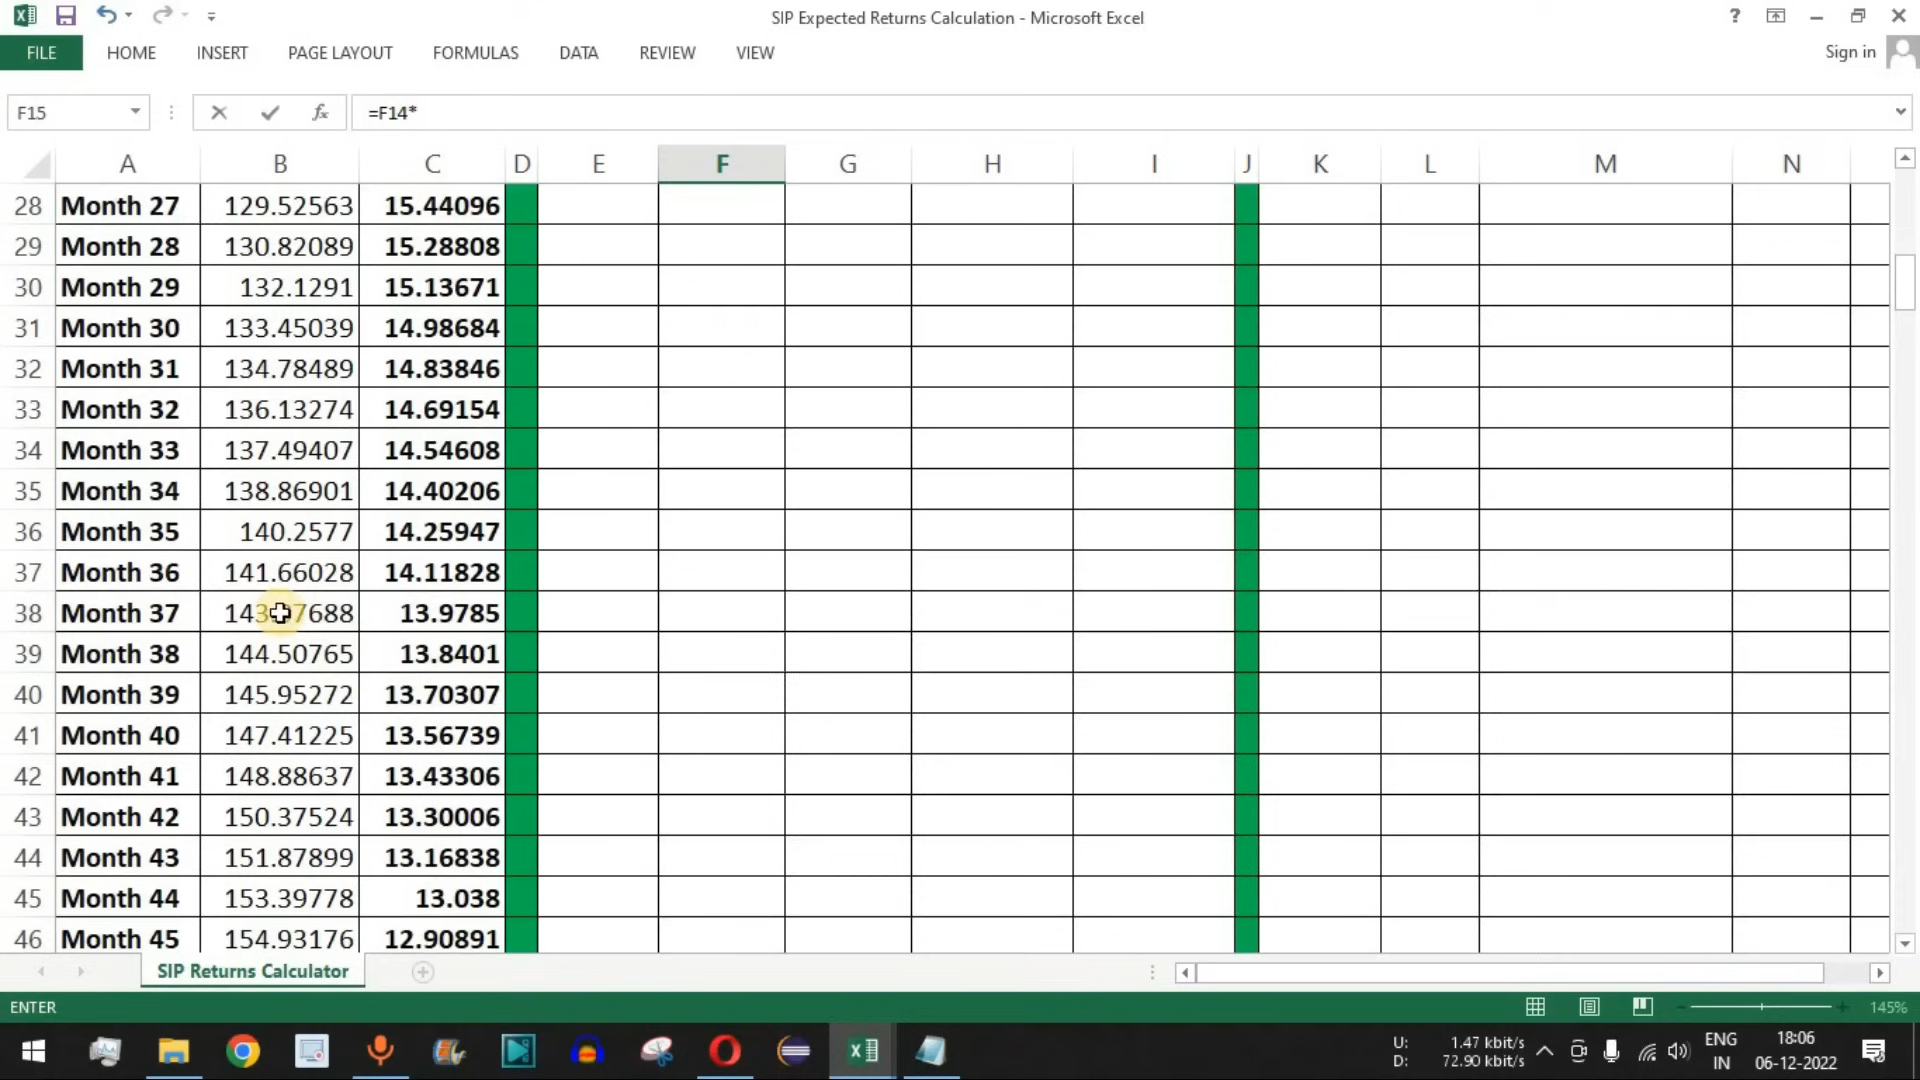 SIP Expected Returns Calculation - Microsoft Excel
?
FILE HOME INSERT PAGE LAYOUT FORMULAS DATA REVIEW VIEW Sign in
F15 fx =F14*
A B C D E F G H I J K L M N
28 Month 27 129.52563 15.44096
29 Month 28 130.82089 15.28808
30 Month 29 132.1291 15.13671
31 Month 30 133.45039 14.98684
32 Month 31 134.78489 14.83846
33 Month 32 136.13274 14.69154
34 Month 33 137.49407 14.54608
35 Month 34 138.86901 14.40206
36 Month 35 140.2577 14.25947
37 Month 36 141.66028 14.11828
38 Month 37 13.9785
39 Month 38 144.50765 13.8401
40 Month 39 145.95272 13.70307
41 Month 40 147.41225 13.56739
42 Month 41 148.88637 13.43306
43 Month 42 150.37524 13.30006
44 Month 43 151.87899 13.16838
45 Month 44 153.39778 13.038
46 Month 45 154.93176 12.90891
SIP Returns Calculator
ENTER 145%
U: 1.47 kbit/s ENG 18:06
D: 72.90 kbit/s IN 06-12-2022